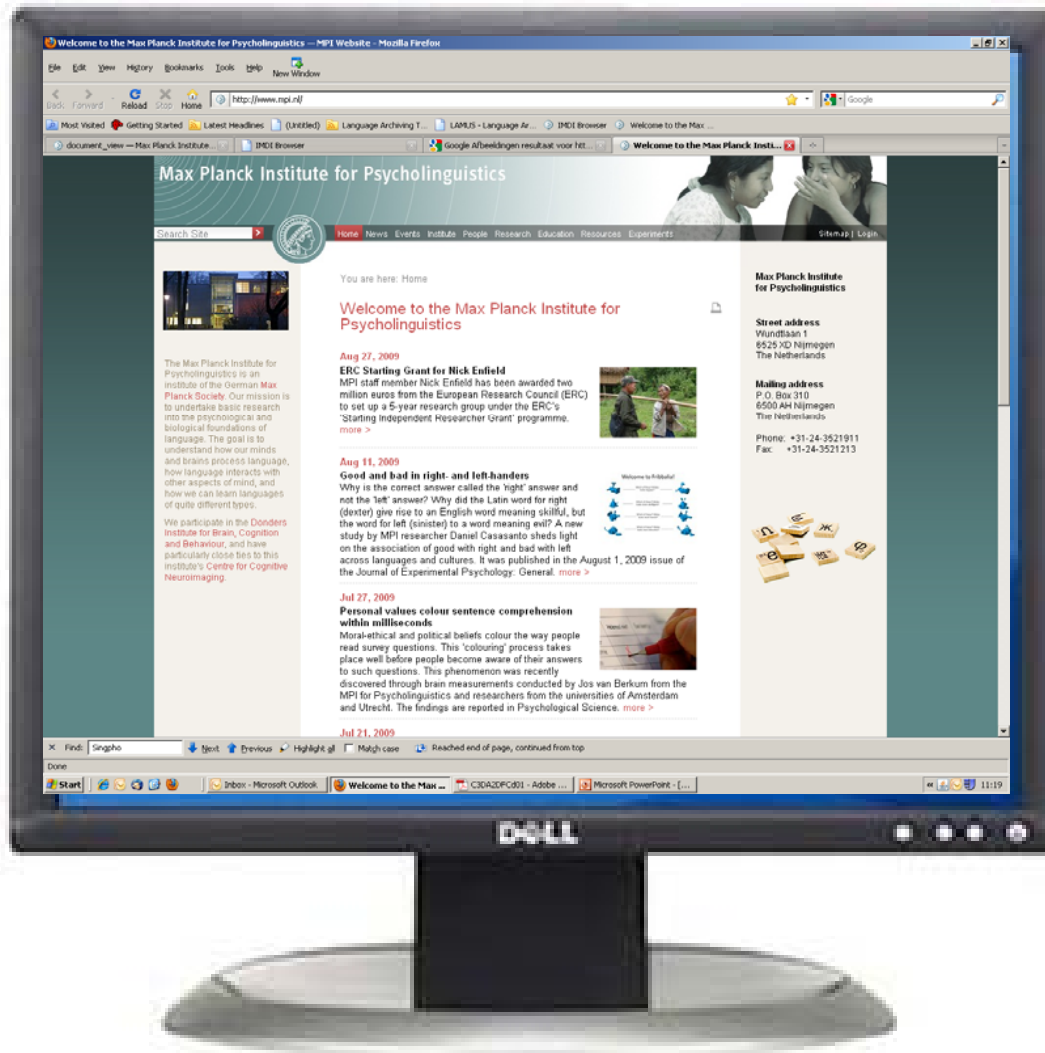 Welcome to the Max Planck Institute for Psycholinguistics — MPI Website - Mozilla Firefox
File Edit View History Bookmarks Tools Help New Window
Back Forward Reload Stop Home http://www.mpi.nl/ Google
Most Visited Getting Started Latest Headlines (Untitled) Language Archiving T... LAMUS - Language Ar... IMDI Browser Welcome to the Max ...
document_view — Max Planck Institute... IMDI Browser Google Afbeeldingen resultaat voor htt... Welcome to the Max Planck Insti...
Max Planck Institute for Psycholinguistics
Search Site
Home News Events Institute People Research Education Resources Experiments
Sitemap | Login
The Max Planck Institute for
Psycholinguistics is an
institute of the German Max
Planck Society. Our mission is
to undertake basic research
into the psychological and
biological foundations of
language. The goal is to
understand how our minds
and brains process language,
how language interacts with
other aspects of mind, and
how we can learn languages
of quite different types.
We participate in the Donders
Institute for Brain, Cognition
and Behaviour, and have
particularly close ties to this
institute's Centre for Cognitive
Neuroimaging.
You are here: Home
Welcome to the Max Planck Institute for
Psycholinguistics
Aug 27, 2009
ERC Starting Grant for Nick Enfield
MPI staff member Nick Enfield has been awarded two
million euros from the European Research Council (ERC)
to set up a 5-year research group under the ERC's
'Starting Independent Researcher Grant' programme.
more >
Aug 11, 2009
Good and bad in right- and left-handers
Why is the correct answer called the 'right' answer and
not the 'left' answer? Why did the Latin word for right
(dexter) give rise to an English word meaning skillful, but
the word for left (sinister) to a word meaning evil? A new
study by MPI researcher Daniel Casasanto sheds light
on the association of good with right and bad with left
across languages and cultures. It was published in the August 1, 2009 issue of
the Journal of Experimental Psychology: General. more >
Jul 27, 2009
Personal values colour sentence comprehension
within milliseconds
Moral-ethical and political beliefs colour the way people
read survey questions. This 'colouring' process takes
place well before people become aware of their answers
to such questions. This phenomenon was recently
discovered through brain measurements conducted by Jos van Berkum from the
MPI for Psycholinguistics and researchers from the universities of Amsterdam
and Utrecht. The findings are reported in Psychological Science. more >
Jul 21, 2009
Max Planck Institute
for Psycholinguistics
Street address
Wundtlaan 1
6525 XD Nijmegen
The Netherlands
Mailing address
P.O. Box 310
6500 AH Nijmegen
The Netherlands
Phone: +31-24-3521911
Fax: +31-24-3521213
Find: Singpho Next Previous Highlight all Match case Reached end of page, continued from top
Done
Start Inbox - Microsoft Outlook Welcome to the Max ... C3DA2DFCd01 - Adobe ... Microsoft PowerPoint - [... 11:19
DELL